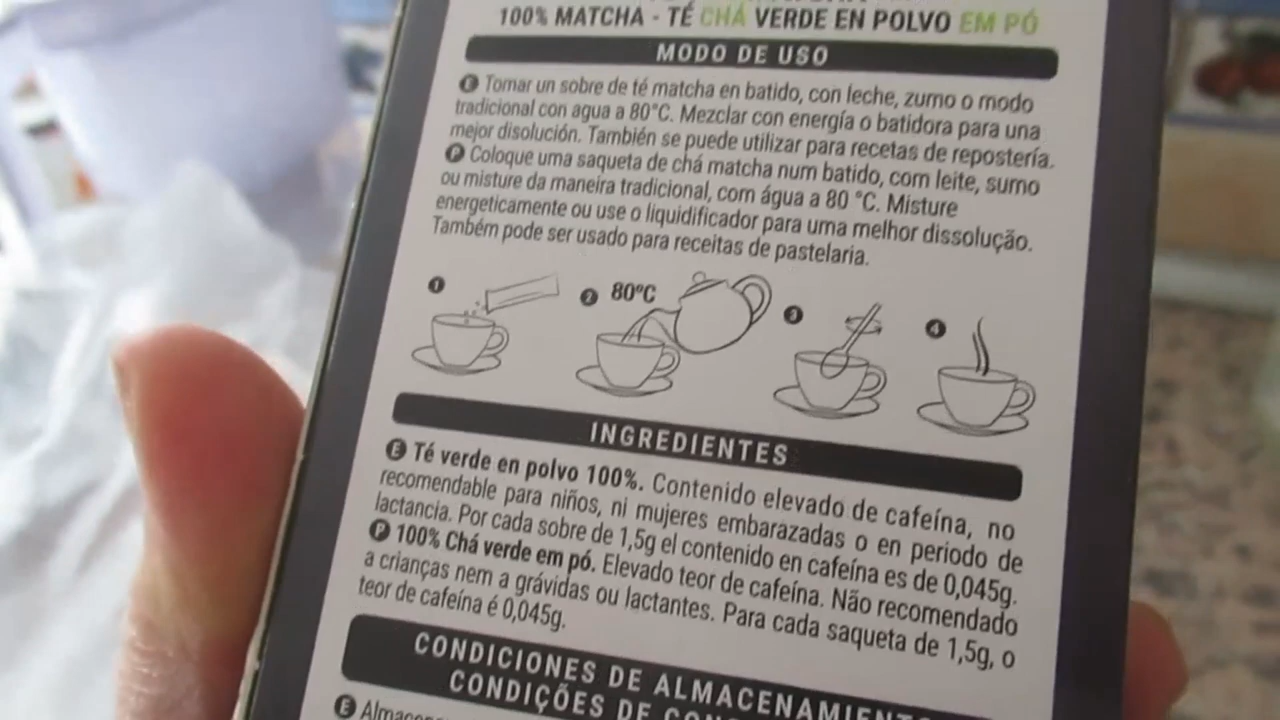 100% MATCHA - TÉ CHÁ VERDE EN POLVO EM PÓ
MODO DE USO
E Tomar un sobre de té matcha en batido, con leche, zumo o modo
tradicional con agua a 80°C. Mezclar con energía o batidora para una
mejor disolución. También se puede utilizar para recetas de repostería.
P Coloque uma saqueta de chá matcha num batido, com leite, sumo
ou misture da maneira tradicional, com água a 80 °C. Misture
energeticamente ou use o liquidificador para uma melhor dissolução.
Também pode ser usado para receitas de pastelaria.
1 2 80ºC 3 4
INGREDIENTES
E Té verde en polvo 100%. Contenido elevado de cafeína, no
recomendable para niños, ni mujeres embarazadas o en periodo de
lactancia. Por cada sobre de 1,5g el contenido en cafeína es de 0,045g.
P 100% Chá verde em pó. Elevado teor de cafeína. Não recomendado
a crianças nem a grávidas ou lactantes. Para cada saqueta de 1,5g, o
teor de cafeína é 0,045g.
CONDICIONES DE ALMACENAMIENTO
CONDIÇÕES DE
E